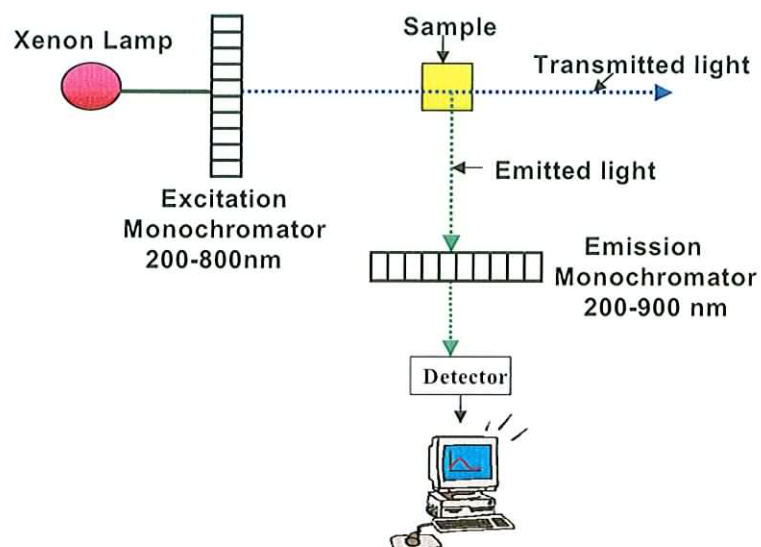 Xenon Lamp
Sample
Transmitted light
Excitation
Monochromator
200-800nm
Emitted light
Emission
Monochromator
200-900 nm
Detector